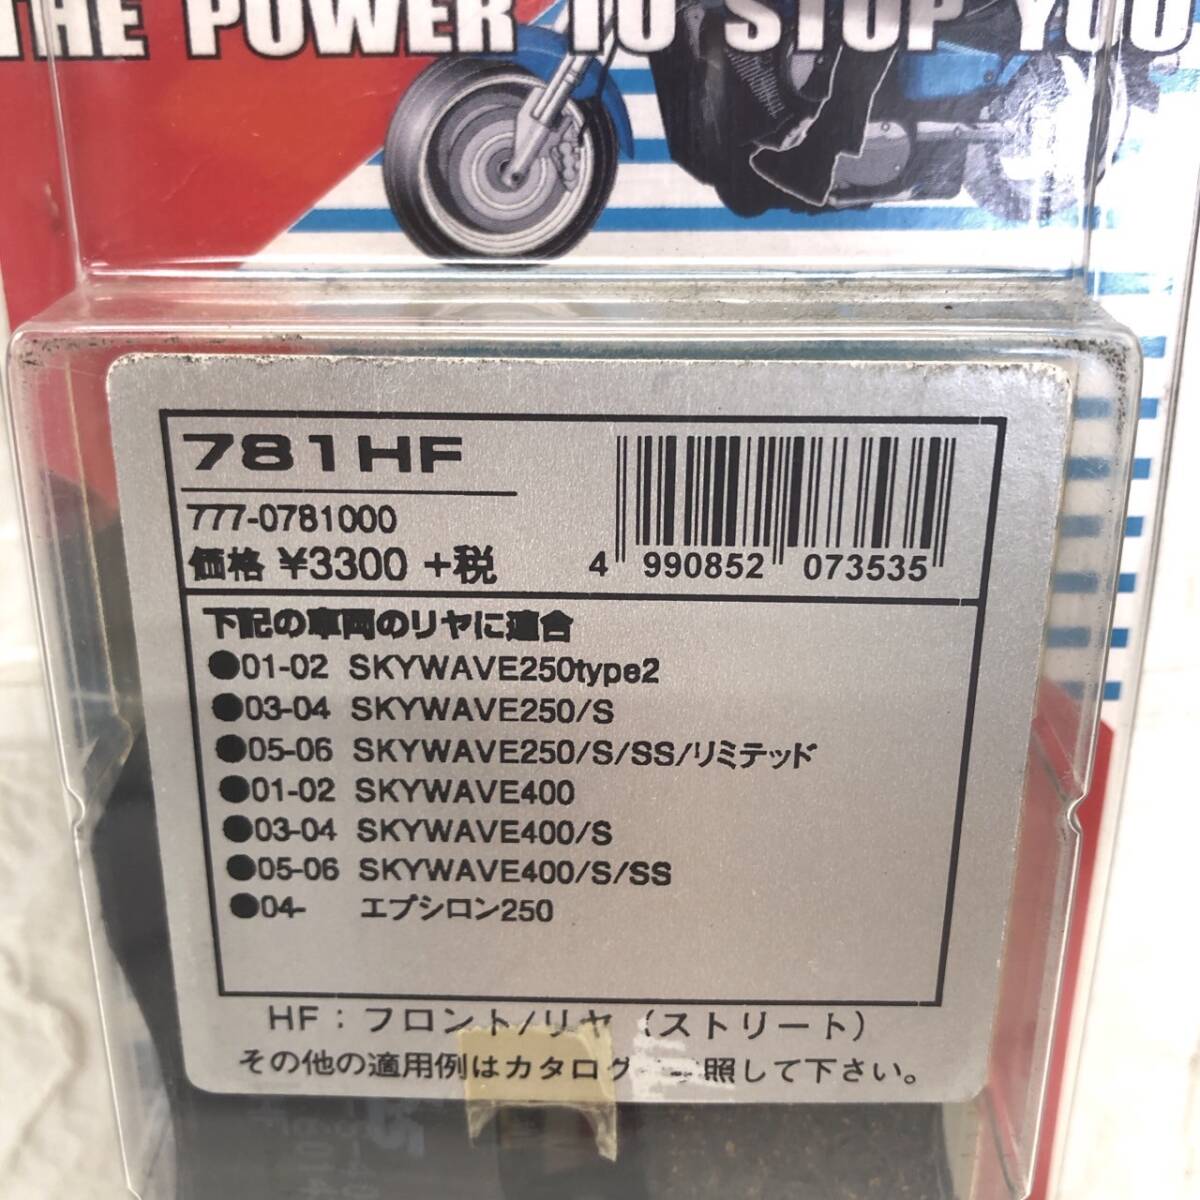 THE POWER TO STOP YOU
781HF
777-0781000
価格 ¥3300 +税
4 990852 073535
下記の車両のリヤに適合
●01-02 SKYWAVE250type2
●03-04 SKYWAVE250/S
●05-06 SKYWAVE250/S/SS/リミテッド
●01-02 SKYWAVE400
●03-04 SKYWAVE400/S
●05-06 SKYWAVE400/S/SS
●04- エプシロン250
HF:フロント/リヤ (ストリート)
その他の適用例はカタログ 照して下さい。